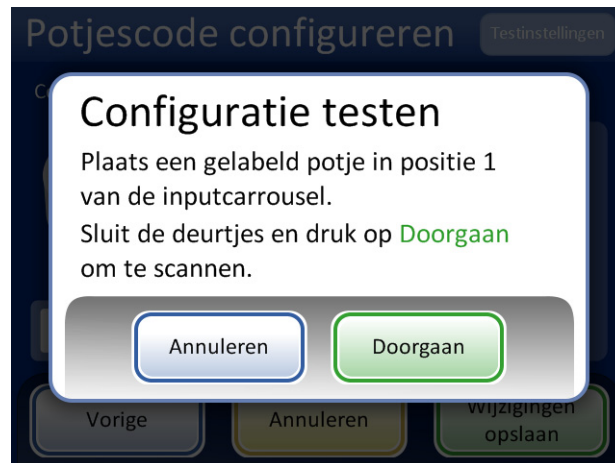 Potjescode configureren
Testinstellingen
Configuratie testen
Plaats een gelabeld potje in positie 1
van de inputcarrousel.
Sluit de deurtjes en druk op Doorgaan
om te scannen.
Annuleren
Doorgaan
Vorige
Annuleren
Wijzigingen
opslaan